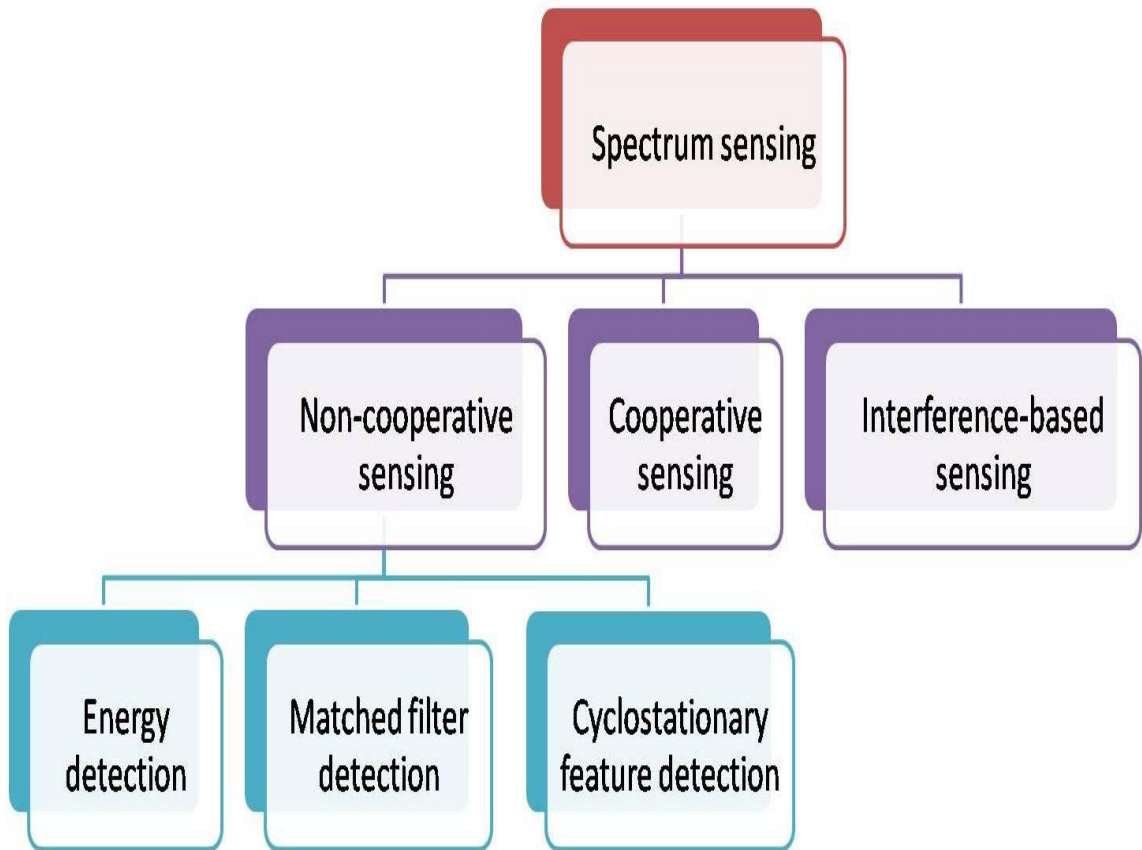 Spectrum sensing
Non-cooperative
sensing
Cooperative
sensing
Interference-based
sensing
Energy
detection
Matched filter
detection
Cyclostationary
feature detection